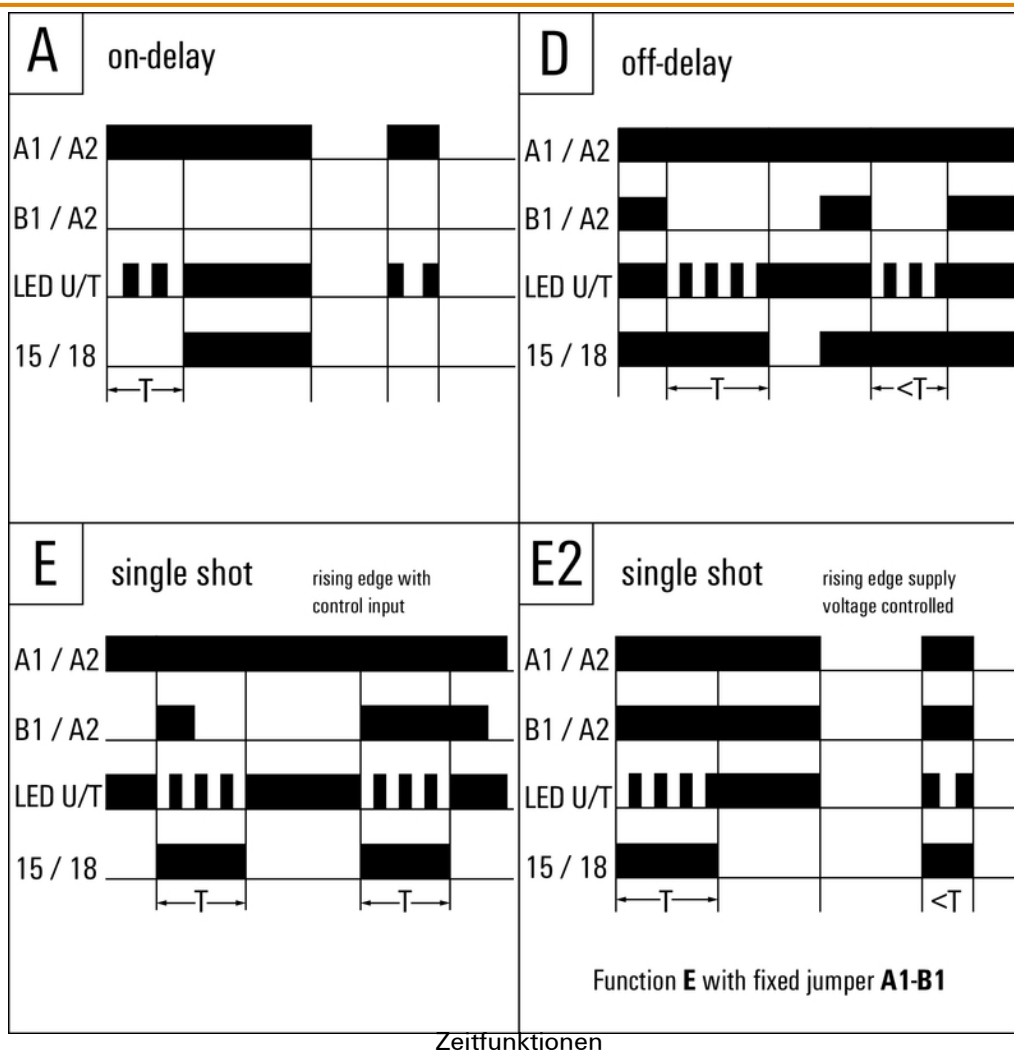 A
on-delay
A1 / A2
B1 / A2
LED U/T
15 / 18
T
D
off-delay
A1 / A2
B1 / A2
LED U/T
15 / 18
T
<T
E
single shot
rising edge with
control input
A1 / A2
B1 / A2
LED U/T
15 / 18
T
T
E2
single shot
rising edge supply
voltage controlled
A1 / A2
B1 / A2
LED U/T
15 / 18
T
<T
Function E with fixed jumper A1-B1
Zeitfunktionen